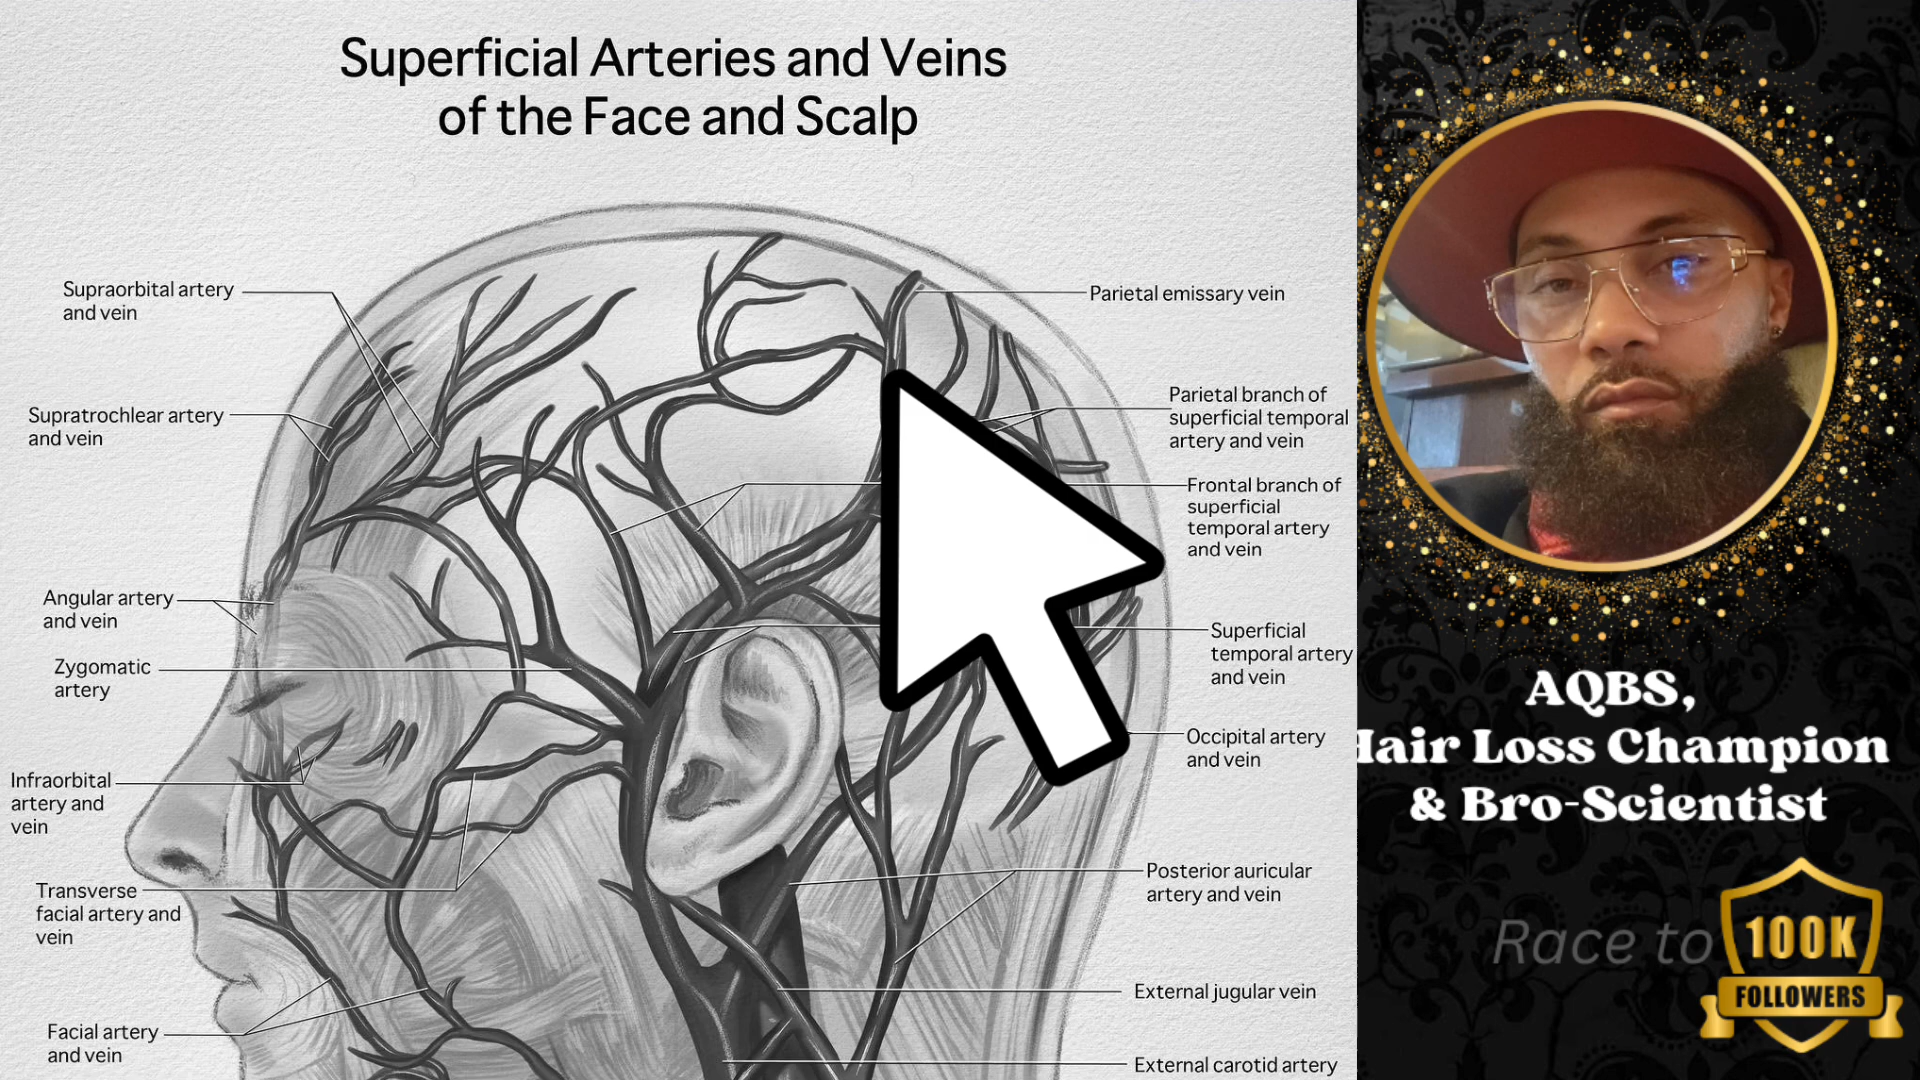 Superficial Arteries and Veins
of the Face and Scalp
Supraorbital artery
and vein
Supratrochlear artery
and vein
Angular artery
and vein
Zygomatic
artery
Infraorbital
artery and
vein
Transverse
facial artery and
vein
Facial artery
and vein
Parietal emissary vein
Parietal branch of
superficial temporal
artery and vein
Frontal branch of
superficial
temporal artery
and vein
Superficial
temporal artery
and vein
Occipital artery
and vein
Posterior auricular
artery and vein
External jugular vein
External carotid artery
AQBS,
Hair Loss Champion
& Bro-Scientist
Race to
100K
FOLLOWERS